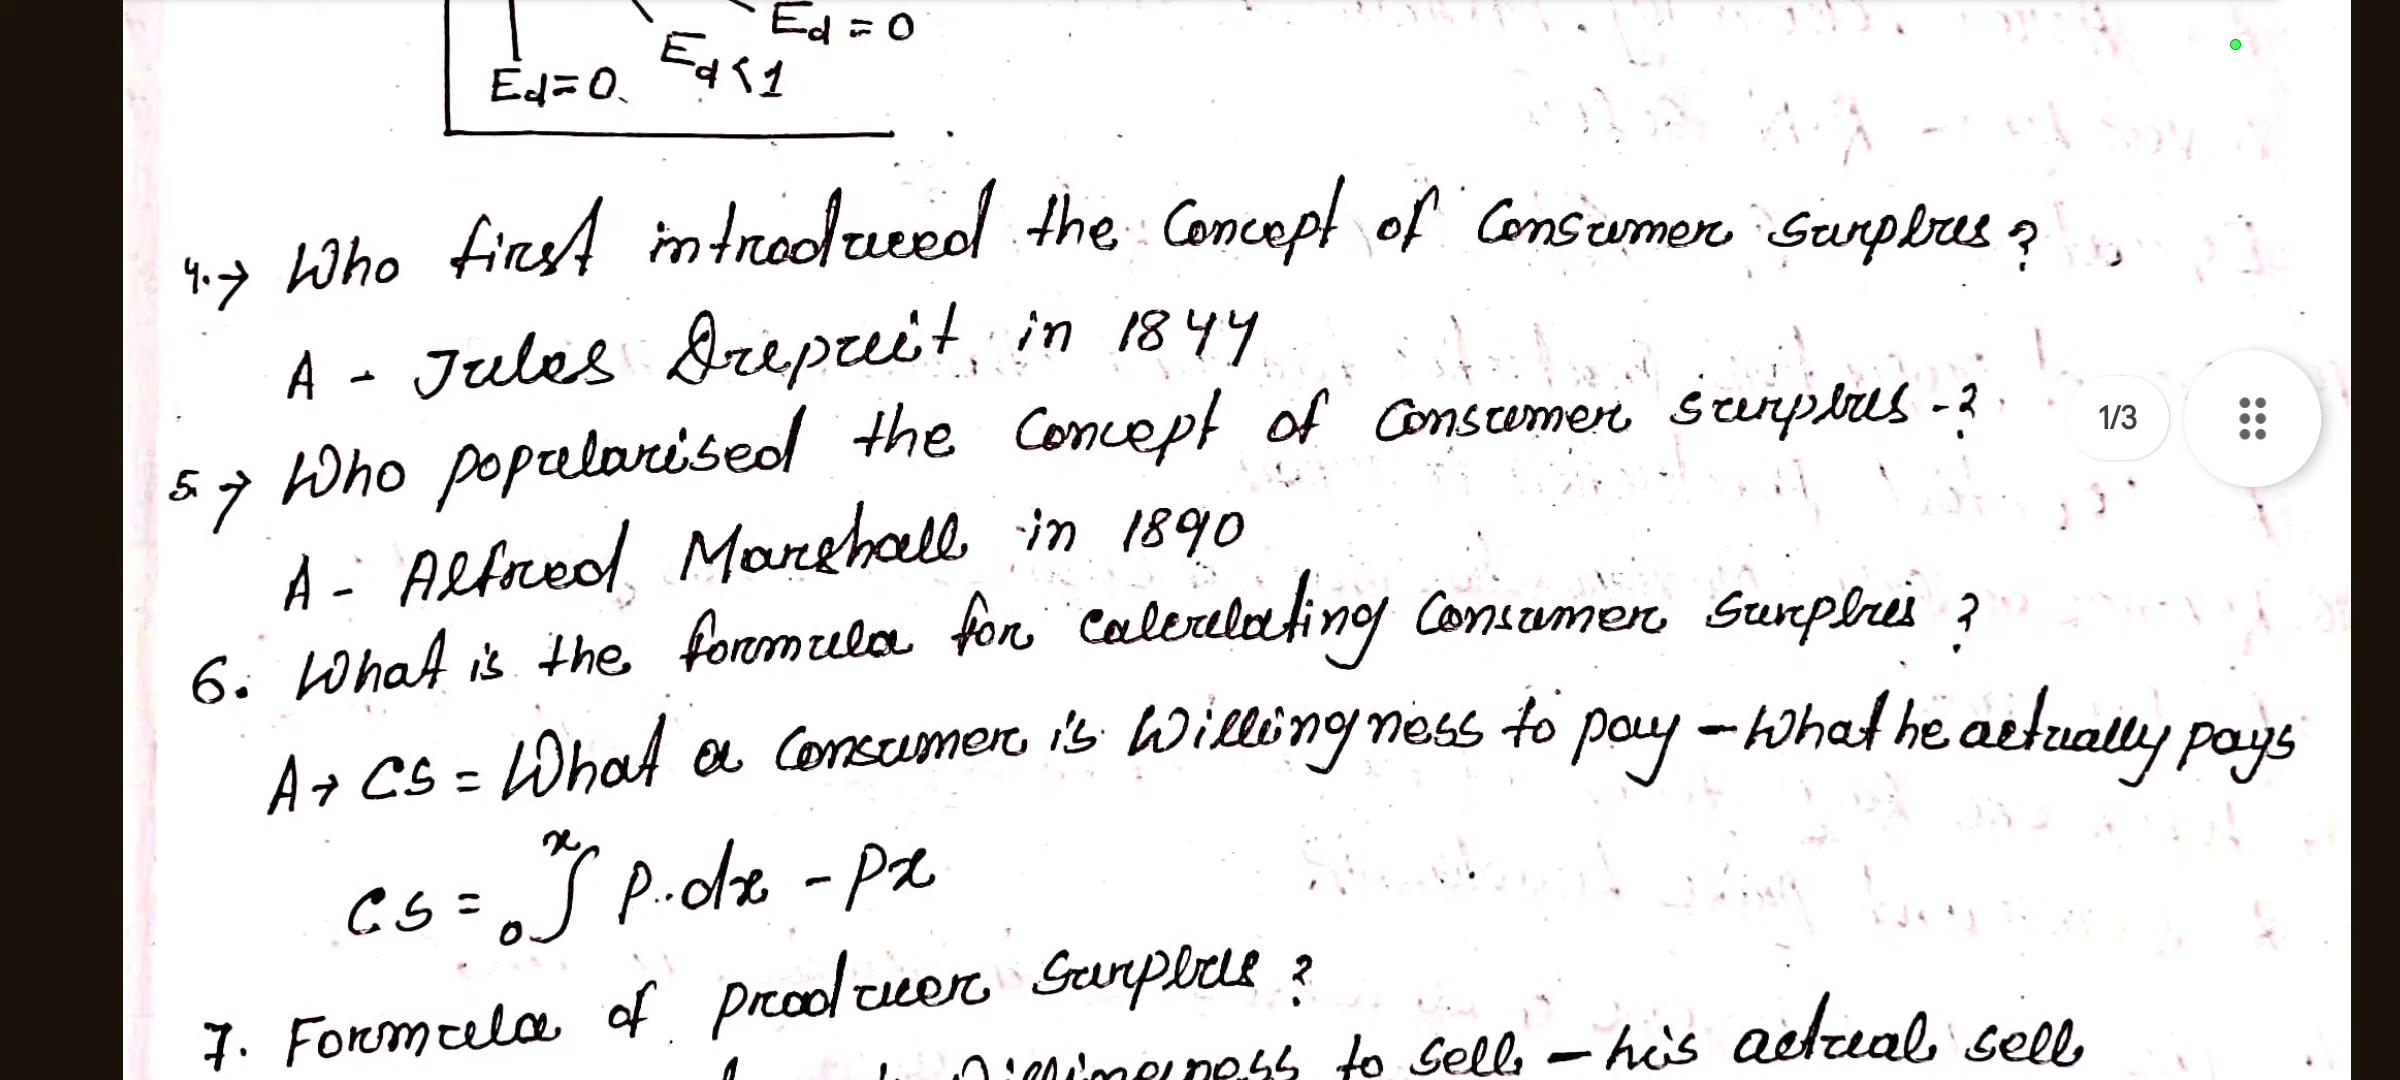 Ed = 0
Ed < 1
Ed = 0
4.→ Who first introduced the Concept of Consumer Surplus?
A - Jules Dupuit in 1844
5 → Who popularised the Concept of Consumer Surplus - ?
1/3
A - Alfred Marshall in 1890
6. What is the formula for Calculating Consumer Surplus ?
A → CS = What a Consumer is Willingness to pay - What he actually pays
CS = 0∫x P.dx - Px
7. Formula of producer Surplus ?
Willingness to Sell - his actual sell